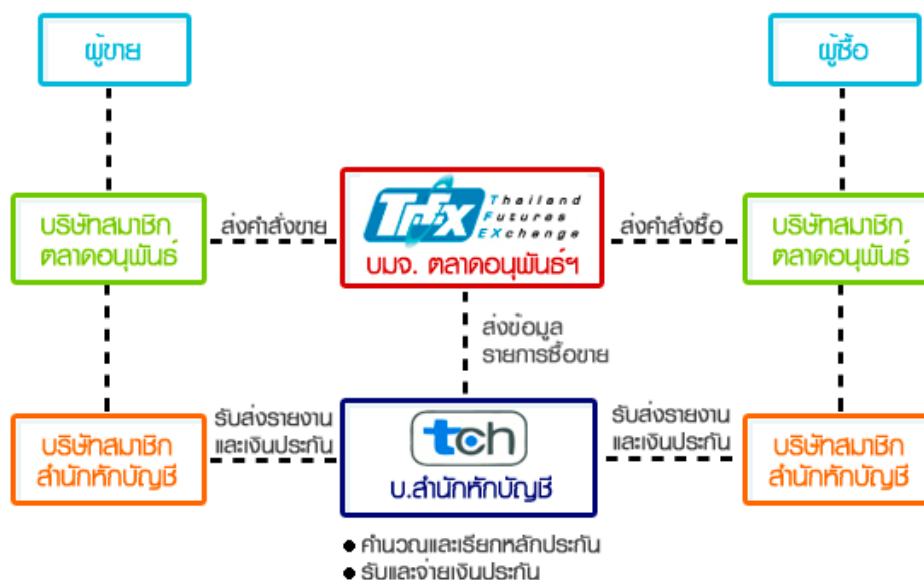 ผู้ขาย
ผู้ซื้อ
บริษัทสมาชิก
ตลาดอนุพันธ์
ส่งคำสั่งขาย
TFEX
Thailand
Futures
EXchange
บมจ. ตลาดอนุพันธ์ฯ
ส่งคำสั่งซื้อ
บริษัทสมาชิก
ตลาดอนุพันธ์
ส่งข้อมูล
รายการซื้อขาย
บริษัทสมาชิก
สำนักหักบัญชี
รับส่งรายงาน
และเงินประกัน
tch
บ.สำนักหักบัญชี
รับส่งรายงาน
และเงินประกัน
บริษัทสมาชิก
สำนักหักบัญชี
● คำนวณและเรียกหลักประกัน
● รับและจ่ายเงินประกัน